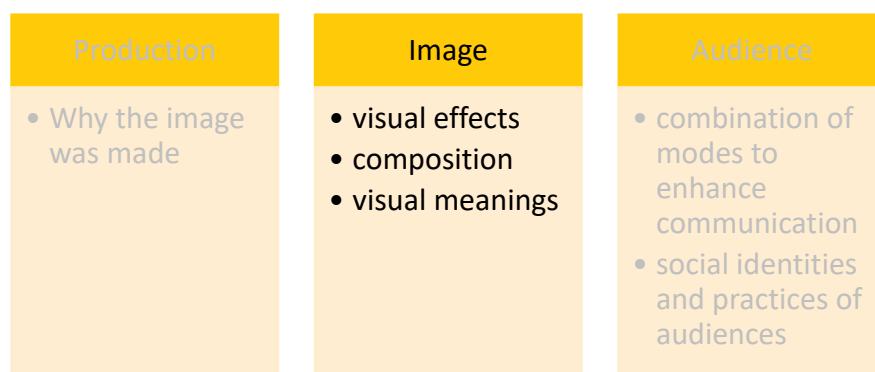 Production
• Why the image
was made
Image
• visual effects
• composition
• visual meanings
Audience
• combination of
modes to
enhance
communication
• social identities
and practices of
audiences